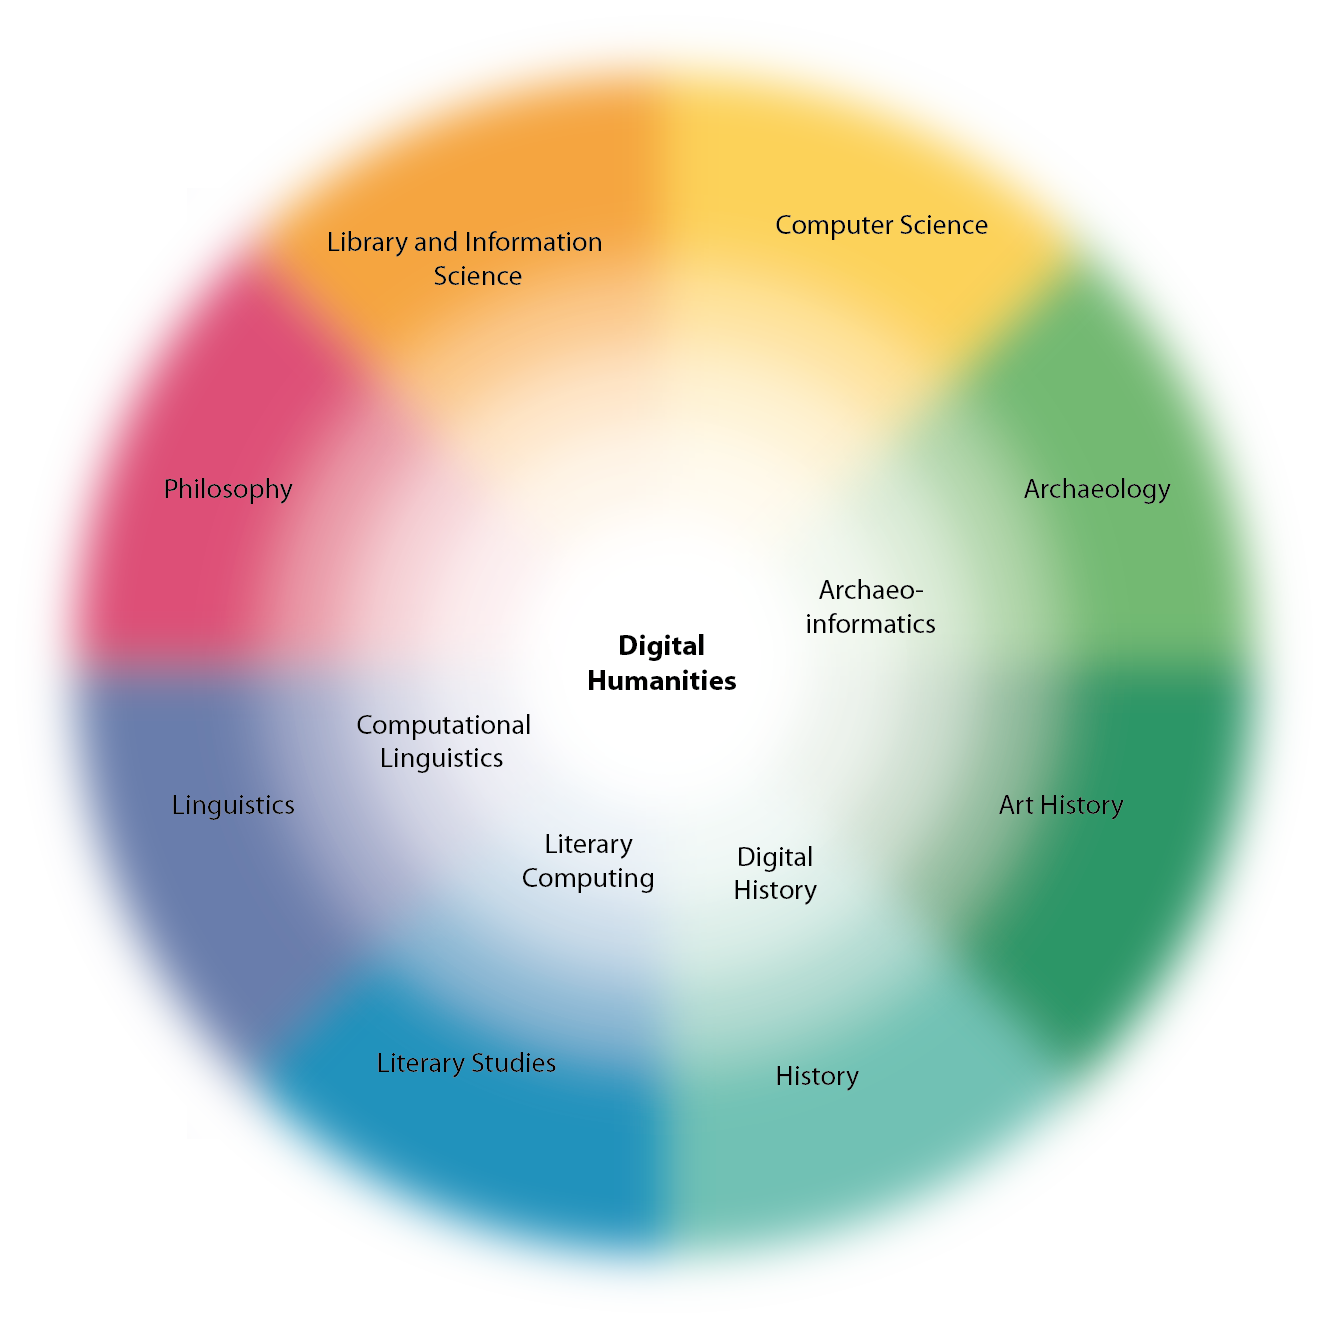 Computer Science
Library and Information
Science
Philosophy
Archaeology
Archaeo-
informatics
Digital
Humanities
Computational
Linguistics
Linguistics
Art History
Literary
Computing
Digital
History
Literary Studies
History